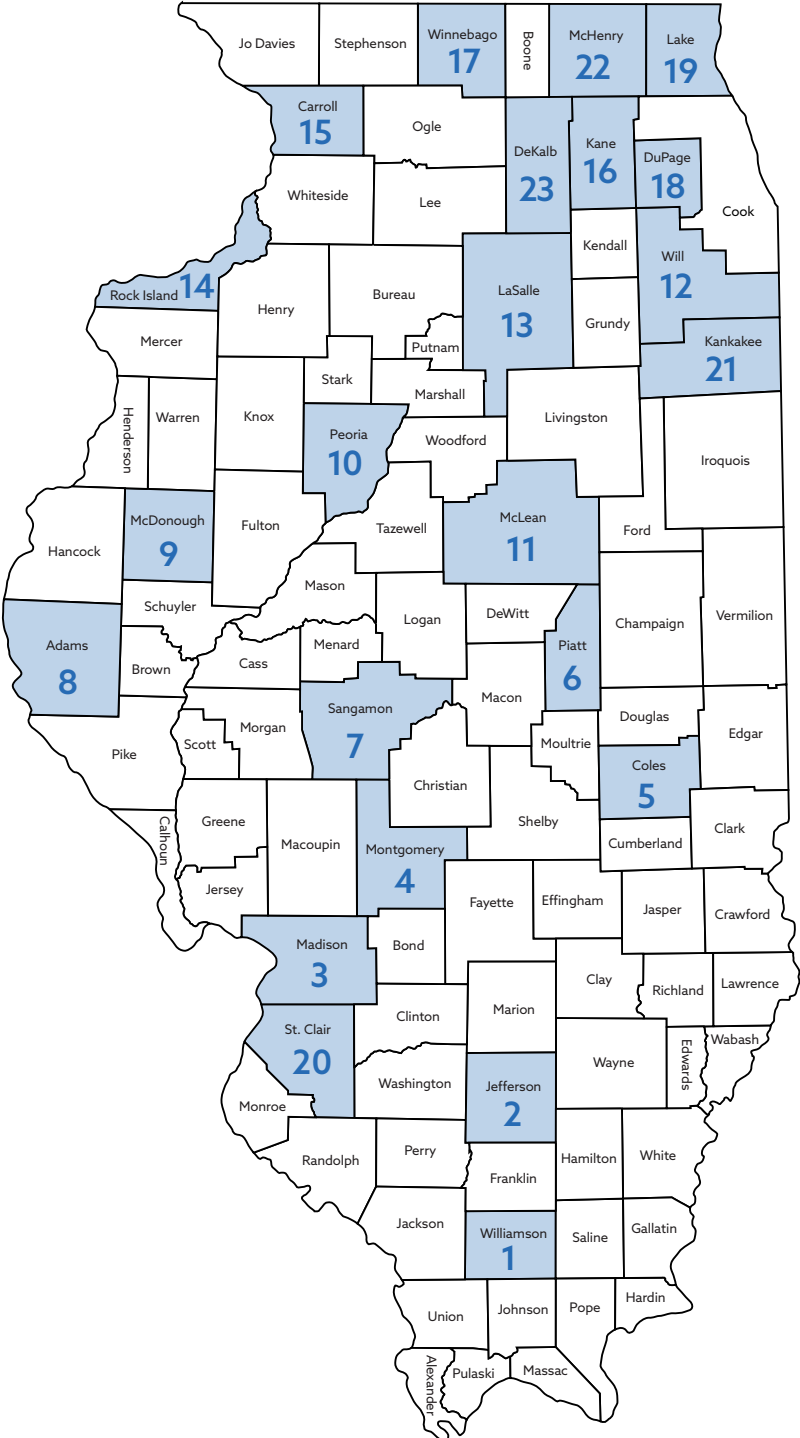 Jo Davies
Stephenson
Winnebago
17
Boone
McHenry
22
Lake
19
Carroll
15
Ogle
DeKalb
23
Kane
16
DuPage
18
Cook
Whiteside
Lee
Kendall
Will
12
Rock Island 14
Henry
Bureau
LaSalle
13
Grundy
Mercer
Putnam
Kankakee
21
Stark
Marshall
Henderson
Warren
Knox
Peoria
10
Woodford
Livingston
Iroquois
McDonough
9
Fulton
Tazewell
McLean
11
Ford
Hancock
Mason
Schuyler
Logan
DeWitt
Champaign
Vermilion
Adams
8
Brown
Cass
Menard
Piatt
6
Macon
Sangamon
7
Morgan
Scott
Pike
Christian
Moultrie
Douglas
Edgar
Coles
5
Calhoun
Greene
Macoupin
Shelby
Cumberland
Clark
Montgomery
4
Jersey
Fayette
Effingham
Jasper
Crawford
Madison
3
Bond
Clay
Richland
Lawrence
Clinton
Marion
St. Clair
20
Wayne
Edwards
Wabash
Washington
Jefferson
2
Monroe
Randolph
Perry
Franklin
Hamilton
White
Jackson
Williamson
1
Saline
Gallatin
Union
Johnson
Pope
Hardin
Alexander
Pulaski
Massac